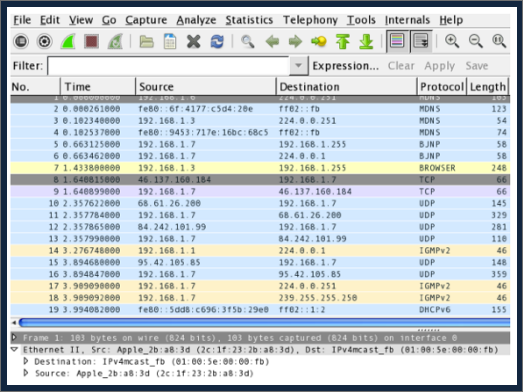 File Edit View Go Capture Analyze Statistics Telephony Tools Internals Help
Filter: Expression... Clear Apply Save
No. Time Source Destination Protocol Length
1 0.000000000 192.168.1.6 224.0.0.251 MDNS 103
2 0.000261000 fe80::6f:4177:c5d4:20e ff02::fb MDNS 123
3 0.102340000 192.168.1.3 224.0.0.251 MDNS 54
4 0.102537000 fe80::9453:717e:16bc:68c5 ff02::fb MDNS 74
5 0.663125000 192.168.1.7 192.168.1.255 BJNP 58
6 0.663462000 192.168.1.7 224.0.0.1 BJNP 58
7 1.433800000 192.168.1.3 192.168.1.255 BROWSER 248
8 1.640815000 46.137.160.184 192.168.1.7 TCP 66
9 1.640899000 192.168.1.7 46.137.160.184 TCP 66
10 2.357622000 68.61.26.200 192.168.1.7 UDP 145
11 2.357784000 192.168.1.7 68.61.26.200 UDP 329
12 2.357865000 84.242.101.99 192.168.1.7 UDP 281
13 2.357990000 192.168.1.7 84.242.101.99 UDP 110
14 3.276748000 192.168.1.1 224.0.0.1 IGMPv2 46
15 3.894680000 95.42.105.85 192.168.1.7 UDP 148
16 3.894847000 192.168.1.7 95.42.105.85 UDP 359
17 3.909090000 192.168.1.7 224.0.0.251 IGMPv2 46
18 3.909092000 192.168.1.7 239.255.255.250 IGMPv2 46
19 3.994082000 fe80::5dd8:c696:3f5b:29e0 ff02::1:2 DHCPv6 155
Frame 1: 103 bytes on wire (824 bits), 103 bytes captured (824 bits) on interface 0
Ethernet II, Src: Apple_2b:a8:3d (2c:1f:23:2b:a8:3d), Dst: IPv4mcast_fb (01:00:5e:00:00:fb)
Destination: IPv4mcast_fb (01:00:5e:00:00:fb)
Source: Apple_2b:a8:3d (2c:1f:23:2b:a8:3d)